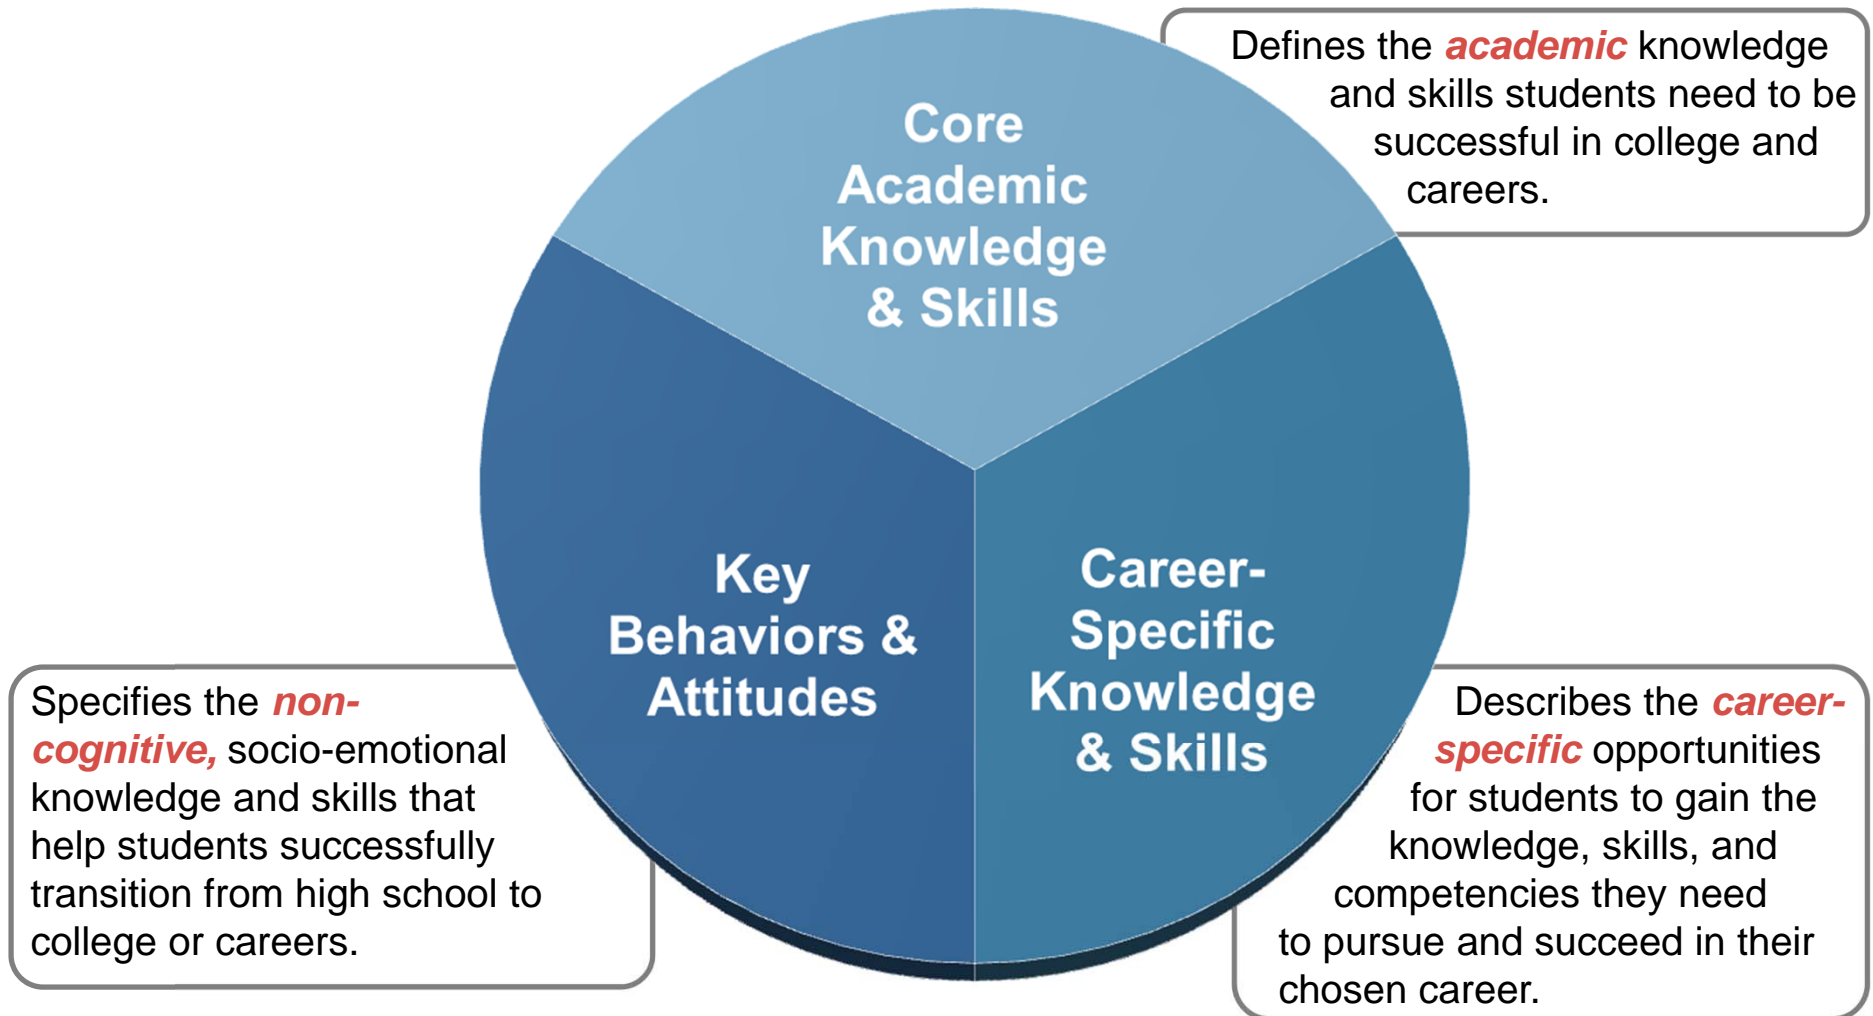 Core
Academic
Knowledge
& Skills
Defines the academic knowledge
and skills students need to be
successful in college and
careers.
Key
Behaviors &
Attitudes
Career-
Specific
Knowledge
& Skills
Specifies the non-
cognitive, socio-emotional
knowledge and skills that
help students successfully
transition from high school to
college or careers.
Describes the career-
specific opportunities
for students to gain the
knowledge, skills, and
competencies they need
to pursue and succeed in their
chosen career.